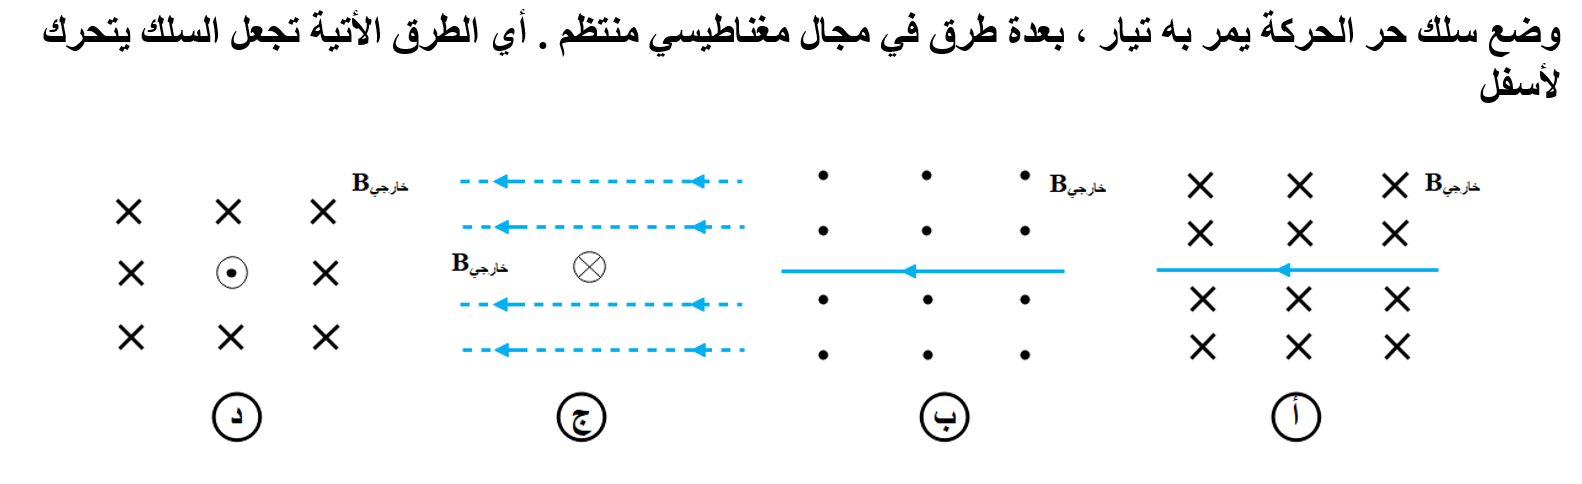 وضع سلك حر الحركة يمر به تيار ، بعدة طرق في مجال مغناطيسي منتظم . أي الطرق الأتية تجعل السلك يتحرك
لأسفل
Bخارجي
Bخارجي
Bخارجي
Bخارجي
أ
ب
ج
د